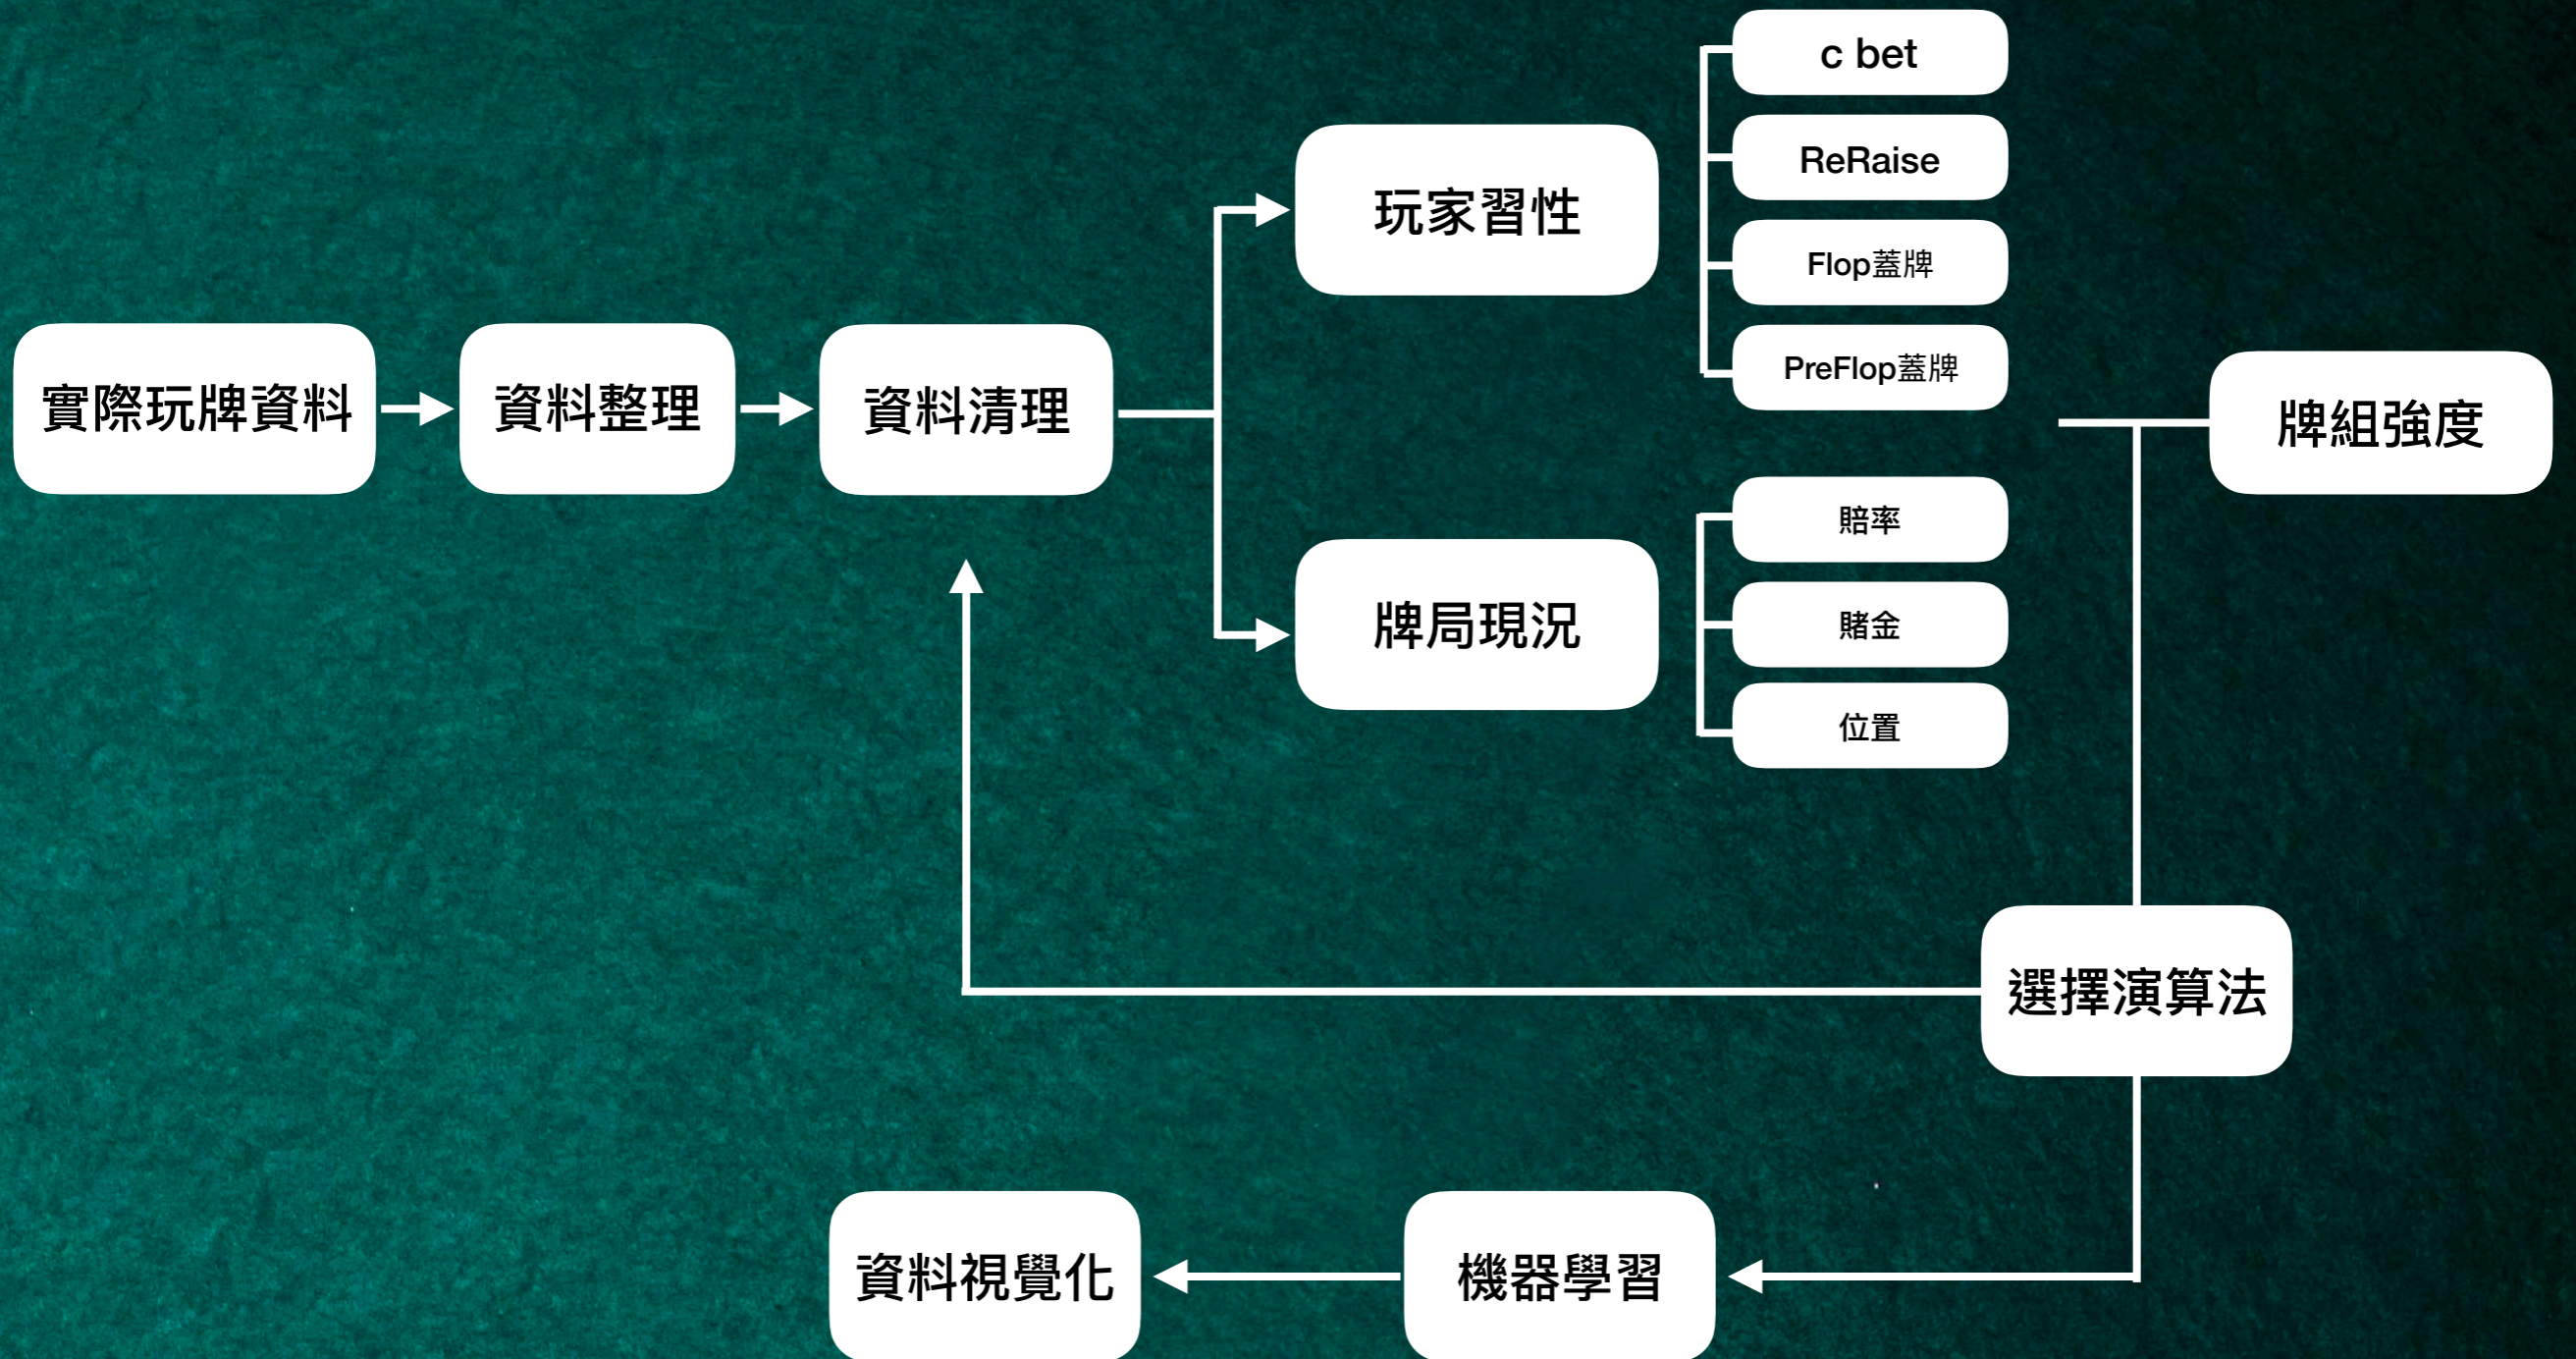 c bet
ReRaise
玩家習性
Flop蓋牌
PreFlop蓋牌
實際玩牌資料
資料整理
資料清理
牌組強度
賠率
牌局現況
賭金
位置
選擇演算法
資料視覺化
機器學習